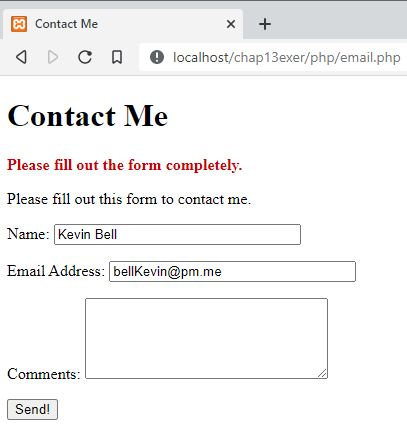 Contact Me
localhost/chap13exer/php/email.php
Contact Me
Please fill out the form completely.
Please fill out this form to contact me.
Name: Kevin Bell
Email Address: bellKevin@pm.me
Comments:
Send!